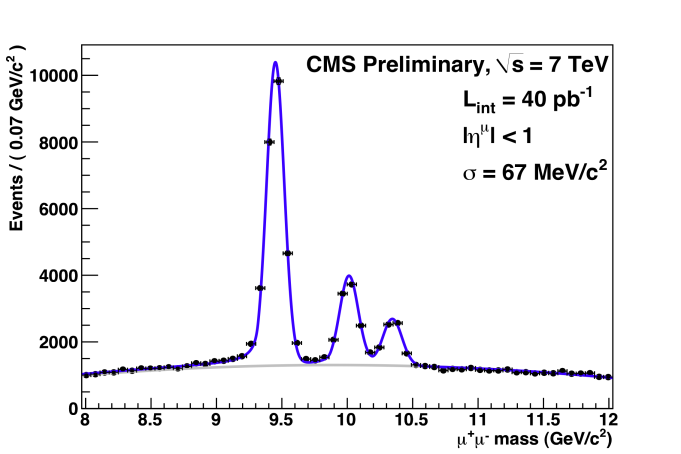 CMS Preliminary, √s = 7 TeV
L_int = 40 pb⁻¹
|η^μ| < 1
σ = 67 MeV/c²
Events / ( 0.07 GeV/c² )
10000
8000
6000
4000
2000
0
8 8.5 9 9.5 10 10.5 11 11.5 12
μ⁺μ⁻ mass (GeV/c²)